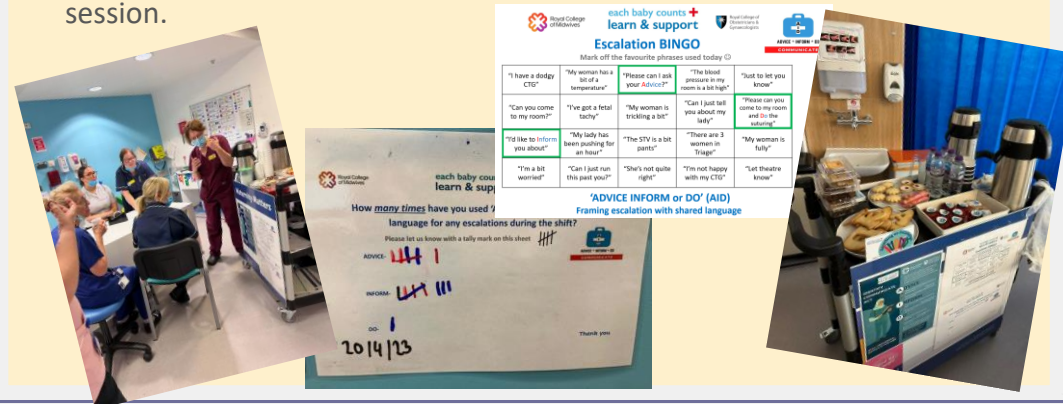 session.
Royal College
of Midwives
each baby counts +
learn & support
Royal College of
Obstetricians &
Gynaecologists
ADVICE • INFORM • DO
COMMUNICATE
Escalation BINGO
Mark off the favourite phrases used today ☺
"I have a dodgy
CTG"
"My woman has a
bit of a
temperature"
"Please can I ask
your Advice?"
"The blood
pressure in my
room is a bit high"
"Just to let you
know"
"Can you come
to my room?"
"I've got a fetal
tachy"
"My woman is
trickling a bit"
"Can I just tell
you about my
lady"
"Please can you
come to my room
and Do the
suturing"
"I'd like to Inform
you about"
"My lady has
been pushing for
an hour"
"The STV is a bit
pants"
"There are 3
women in
Triage"
"My woman is
fully"
"I'm a bit
worried"
"Can I just run
this past you?"
"She's not quite
right"
"I'm not happy
with my CTG"
"Let theatre
know"
'ADVICE INFORM or DO' (AID)
Framing escalation with shared language
Royal College
of Midwives
each baby cou
learn & supp
How many times have you used '
language for any escalations during the shift?
Please let us know with a tally mark on this sheet
COMMUNICATE
ADVICE-
INFORM-
DO-
Thank you
20/4/23
Matters